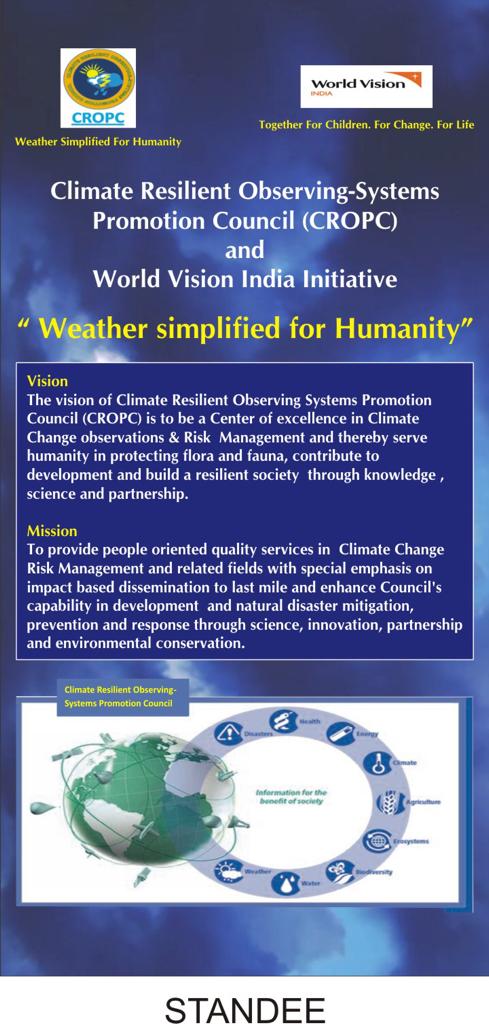 CROPC
Weather Simplified For Humanity
World Vision
INDIA
Together For Children. For Change. For Life
Climate Resilient Observing-Systems
Promotion Council (CROPC)
and
World Vision India Initiative
“ Weather simplified for Humanity”
Vision
The vision of Climate Resilient Observing Systems Promotion
Council (CROPC) is to be a Center of excellence in Climate
Change observations & Risk Management and thereby serve
humanity in protecting flora and fauna, contribute to
development and build a resilient society through knowledge ,
science and partnership.
Mission
To provide people oriented quality services in Climate Change
Risk Management and related fields with special emphasis on
impact based dissemination to last mile and enhance Council's
capability in development and natural disaster mitigation,
prevention and response through science, innovation, partnership
and environmental conservation.
Climate Resilient Observing-
Systems Promotion Council
Health
Disasters
Energy
Climate
Information for the
benefit of society
Agriculture
Ecosystems
Weather
Biodiversity
Water
STANDEE